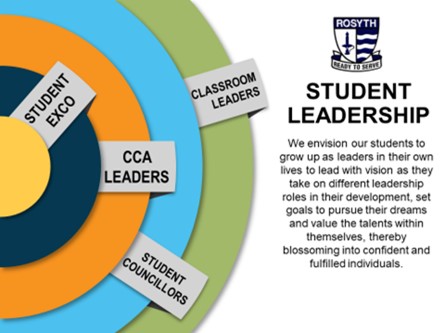 ROSYTH
READY TO SERVE
STUDENT
LEADERSHIP
We envision our students to
grow up as leaders in their own
lives to lead with vision as they
take on different leadership
roles in their development, set
goals to pursue their dreams
and value the talents within
themselves, thereby
blossoming into confident and
fulfilled individuals.
STUDENT
EXCO
CLASSROOM
LEADERS
CCA
LEADERS
STUDENT
COUNCILLORS